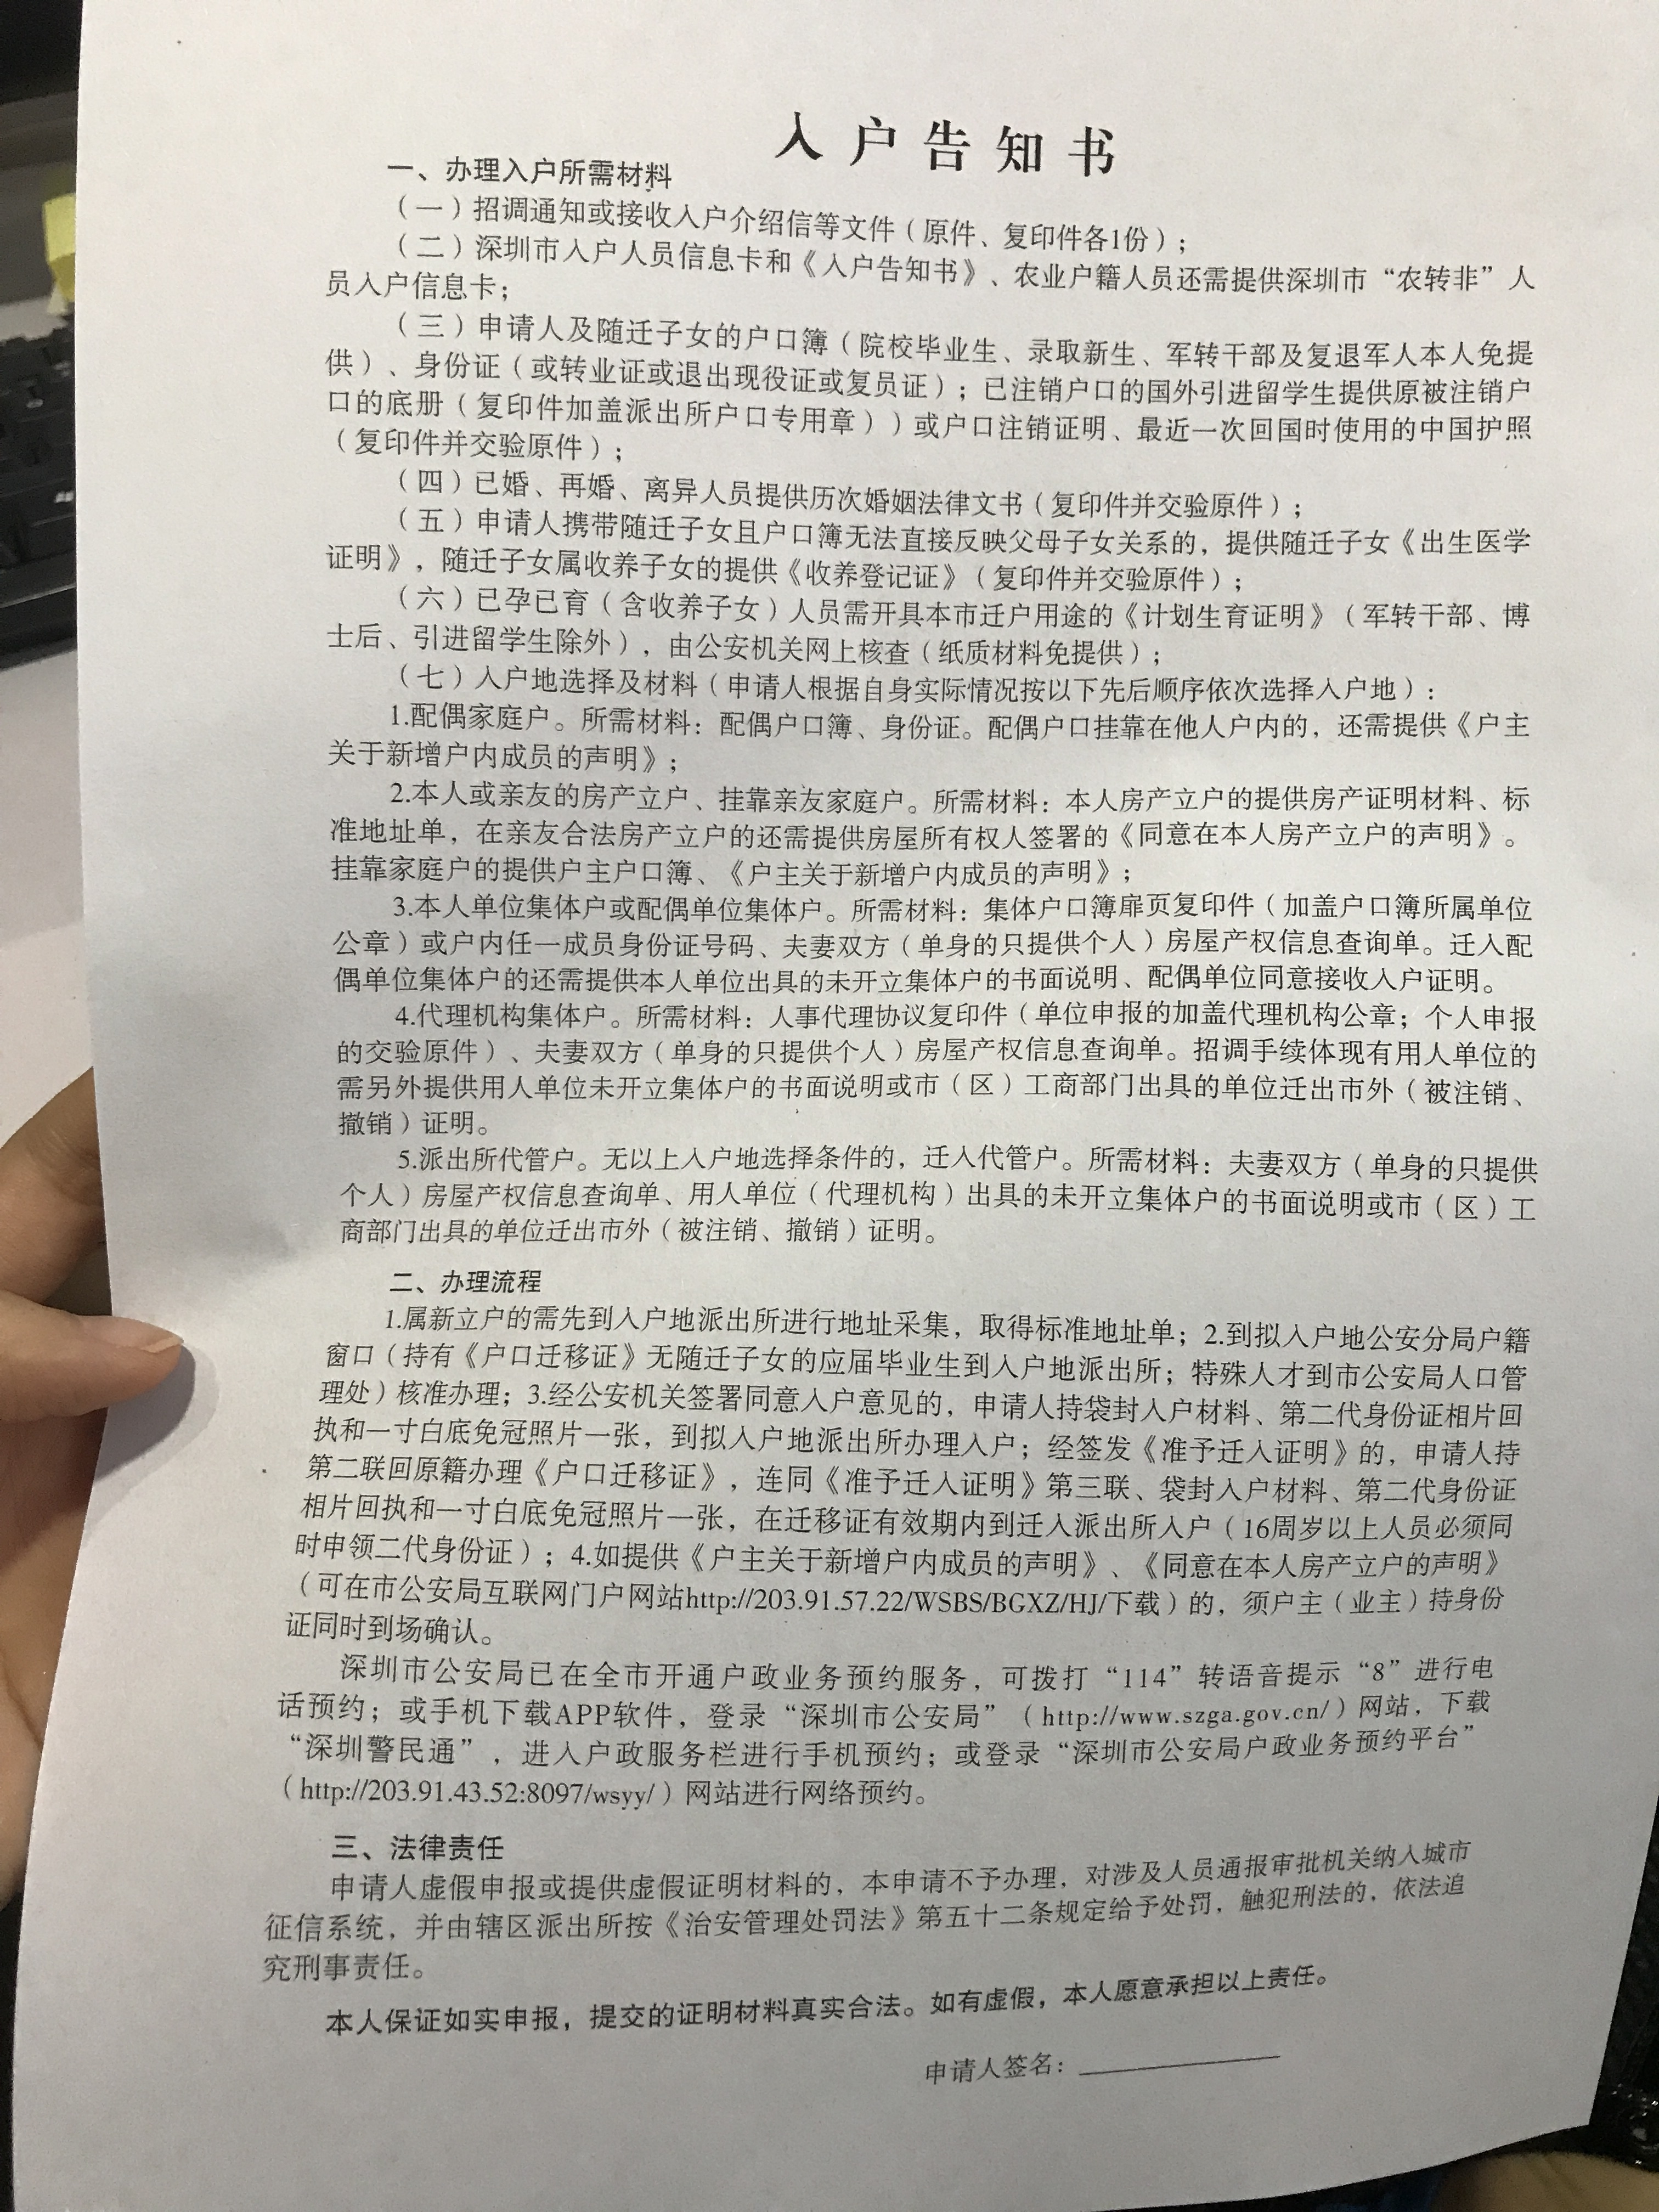 入户告知书
一、办理入户所需材料
（一）招调通知或接收入户介绍信等文件（原件、复印件各1份）；
（二）深圳市入户人员信息卡和《入户告知书》、农业户籍人员还需提供深圳市“农转非”人
员入户信息卡；
（三）申请人及随迁子女的户口簿（院校毕业生、录取新生、军转干部及复退军人本人免提
供）、身份证（或转业证或退出现役证或复员证）；已注销户口的国外引进留学生提供原被注销户
口的底册（复印件加盖派出所户口专用章））或户口注销证明、最近一次回国时使用的中国护照
（复印件并交验原件）；
（四）已婚、再婚、离异人员提供历次婚姻法律文书（复印件并交验原件）；
（五）申请人携带随迁子女且户口簿无法直接反映父母子女关系的，提供随迁子女《出生医学
证明》，随迁子女属收养子女的提供《收养登记证》（复印件并交验原件）；
（六）已孕已育（含收养子女）人员需开具本市迁户用途的《计划生育证明》（军转干部、博
士后、引进留学生除外），由公安机关网上核查（纸质材料免提供）；
（七）入户地选择及材料（申请人根据自身实际情况按以下先后顺序依次选择入户地）：
1.配偶家庭户。所需材料：配偶户口簿、身份证。配偶户口挂靠在他人户内的，还需提供《户主
关于新增户内成员的声明》；
2.本人或亲友的房产立户、挂靠亲友家庭户。所需材料：本人房产立户的提供房产证明材料、标
准地址单，在亲友合法房产立户的还需提供房屋所有权人签署的《同意在本人房产立户的声明》。
挂靠家庭户的提供户主户口簿、《户主关于新增户内成员的声明》；
3.本人单位集体户或配偶单位集体户。所需材料：集体户口簿扉页复印件（加盖户口簿所属单位
公章）或户内任一成员身份证号码、夫妻双方（单身的只提供个人）房屋产权信息查询单。迁入配
偶单位集体户的还需提供本人单位出具的未开立集体户的书面说明、配偶单位同意接收入户证明。
4.代理机构集体户。所需材料：人事代理协议复印件（单位申报的加盖代理机构公章；个人申报
的交验原件）、夫妻双方（单身的只提供个人）房屋产权信息查询单。招调手续体现有用人单位的
需另外提供用人单位未开立集体户的书面说明或市（区）工商部门出具的单位迁出市外（被注销、
撤销）证明。
5.派出所代管户。无以上入户地选择条件的，迁入代管户。所需材料：夫妻双方（单身的只提供
个人）房屋产权信息查询单、用人单位（代理机构）出具的未开立集体户的书面说明或市（区）工
商部门出具的单位迁出市外（被注销、撤销）证明。
二、办理流程
1.属新立户的需先到入户地派出所进行地址采集，取得标准地址单；2.到拟入户地公安分局户籍
窗口（持有《户口迁移证》无随迁子女的应届毕业生到入户地派出所；特殊人才到市公安局人口管
理处）核准办理；3.经公安机关签署同意入户意见的，申请人持袋封入户材料、第二代身份证相片回
执和一寸白底免冠照片一张，到拟入户地派出所办理入户；经签发《准予迁入证明》的，申请人持
第二联回原籍办理《户口迁移证》，连同《准予迁入证明》第三联、袋封入户材料、第二代身份证
相片回执和一寸白底免冠照片一张，在迁移证有效期内到迁入派出所入户（16周岁以上人员必须同
时申领二代身份证）；4.如提供《户主关于新增户内成员的声明》、《同意在本人房产立户的声明》
（可在市公安局互联网门户网站http://203.91.57.22/WSBS/BGXZ/HJ/下载）的，须户主（业主）持身份
证同时到场确认。
深圳市公安局已在全市开通户政业务预约服务，可拨打“114”转语音提示“8”进行电
话预约；或手机下载APP软件，登录“深圳市公安局”（http://www.szga.gov.cn/）网站，下载
“深圳警民通”，进入户政服务栏进行手机预约；或登录“深圳市公安局户政业务预约平台”
（http://203.91.43.52:8097/wsyy/）网站进行网络预约。
三、法律责任
申请人虚假申报或提供虚假证明材料的，本申请不予办理，对涉及人员通报审批机关纳入城市
征信系统，并由辖区派出所按《治安管理处罚法》第五十二条规定给予处罚，触犯刑法的，依法追
究刑事责任。
本人保证如实申报，提交的证明材料真实合法。如有虚假，本人愿意承担以上责任。
申请人签名：